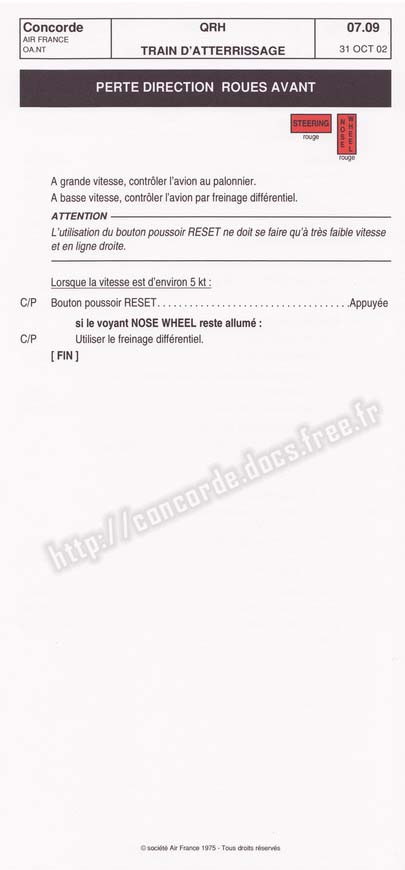 Concorde
AIR FRANCE
OA.NT
QRH
TRAIN D'ATTERRISSAGE
07.09
31 OCT 02
PERTE DIRECTION ROUES AVANT
STEERING
rouge
NOSE WHEEL
rouge
A grande vitesse, contrôler l'avion au palonnier.
A basse vitesse, contrôler l'avion par freinage différentiel.
ATTENTION
L'utilisation du bouton poussoir RESET ne doit se faire qu'à très faible vitesse
et en ligne droite.
Lorsque la vitesse est d'environ 5 kt :
C/P Bouton poussoir RESET. . . . . . . . . . . . . . . . . . . . . . . . . . . . . . . . . . . .Appuyée
si le voyant NOSE WHEEL reste allumé :
C/P Utiliser le freinage différentiel.
[ FIN ]
http://concorde.docs.free.fr
© société Air France 1975 - Tous droits réservés